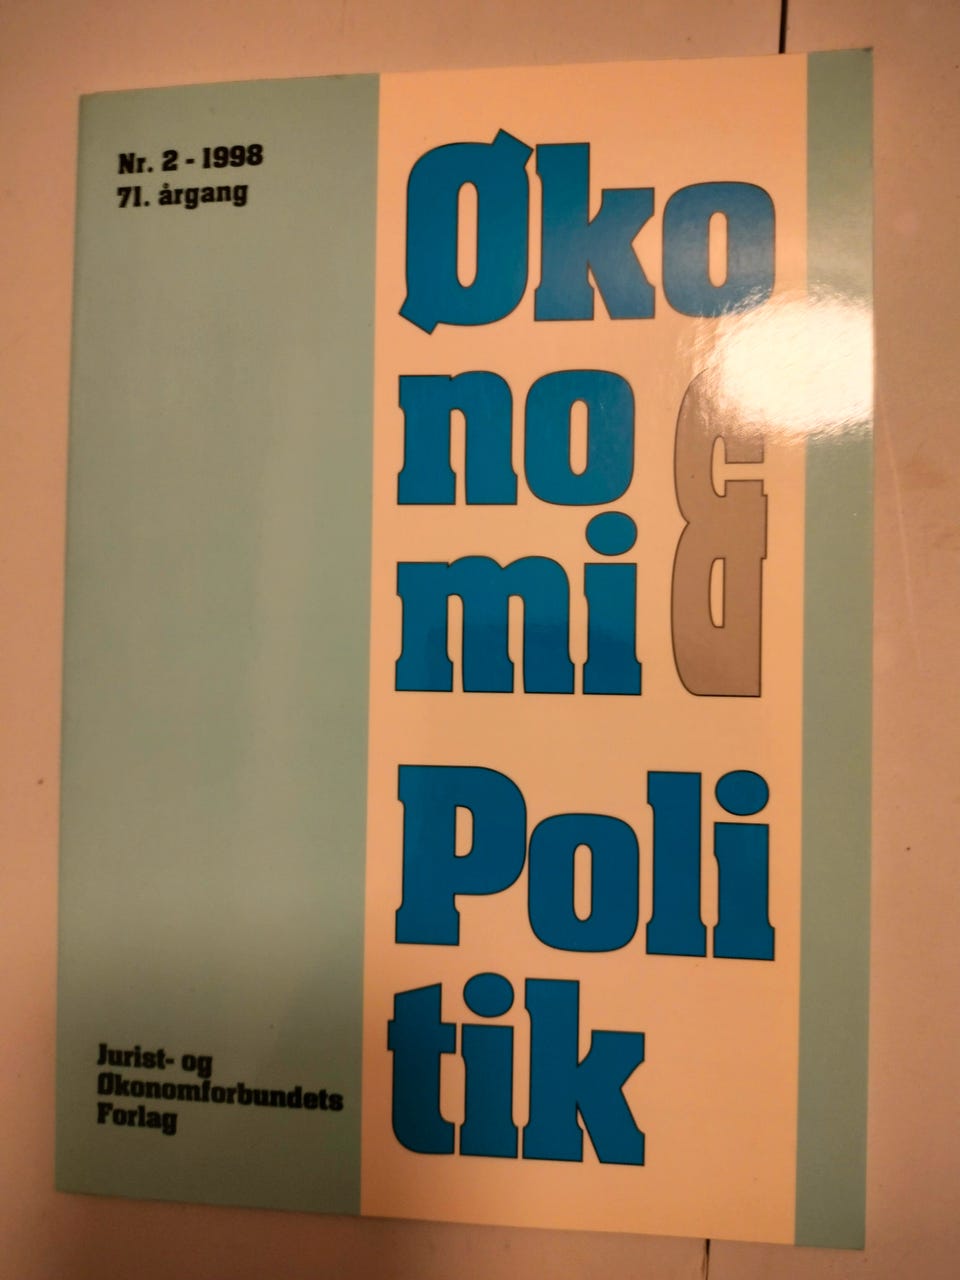 Nr. 2 - 1998
71. årgang
Øko
no
mi
&
Poli
tik
Jurist- og
Økonomforbundets
Forlag